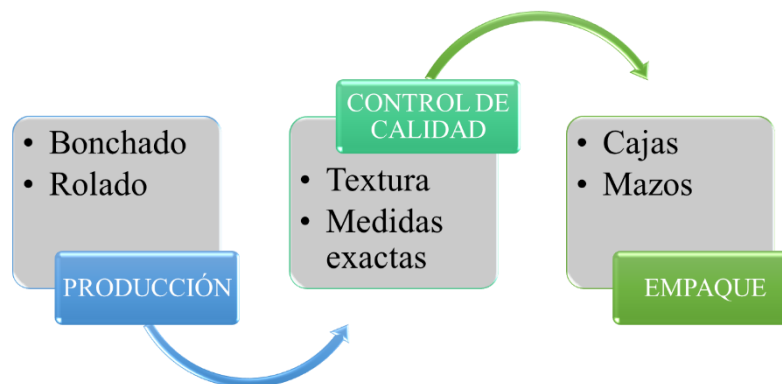 • Bonchado
• Rolado
PRODUCCIÓN
CONTROL DE
CALIDAD
• Textura
• Medidas
exactas
• Cajas
• Mazos
EMPAQUE